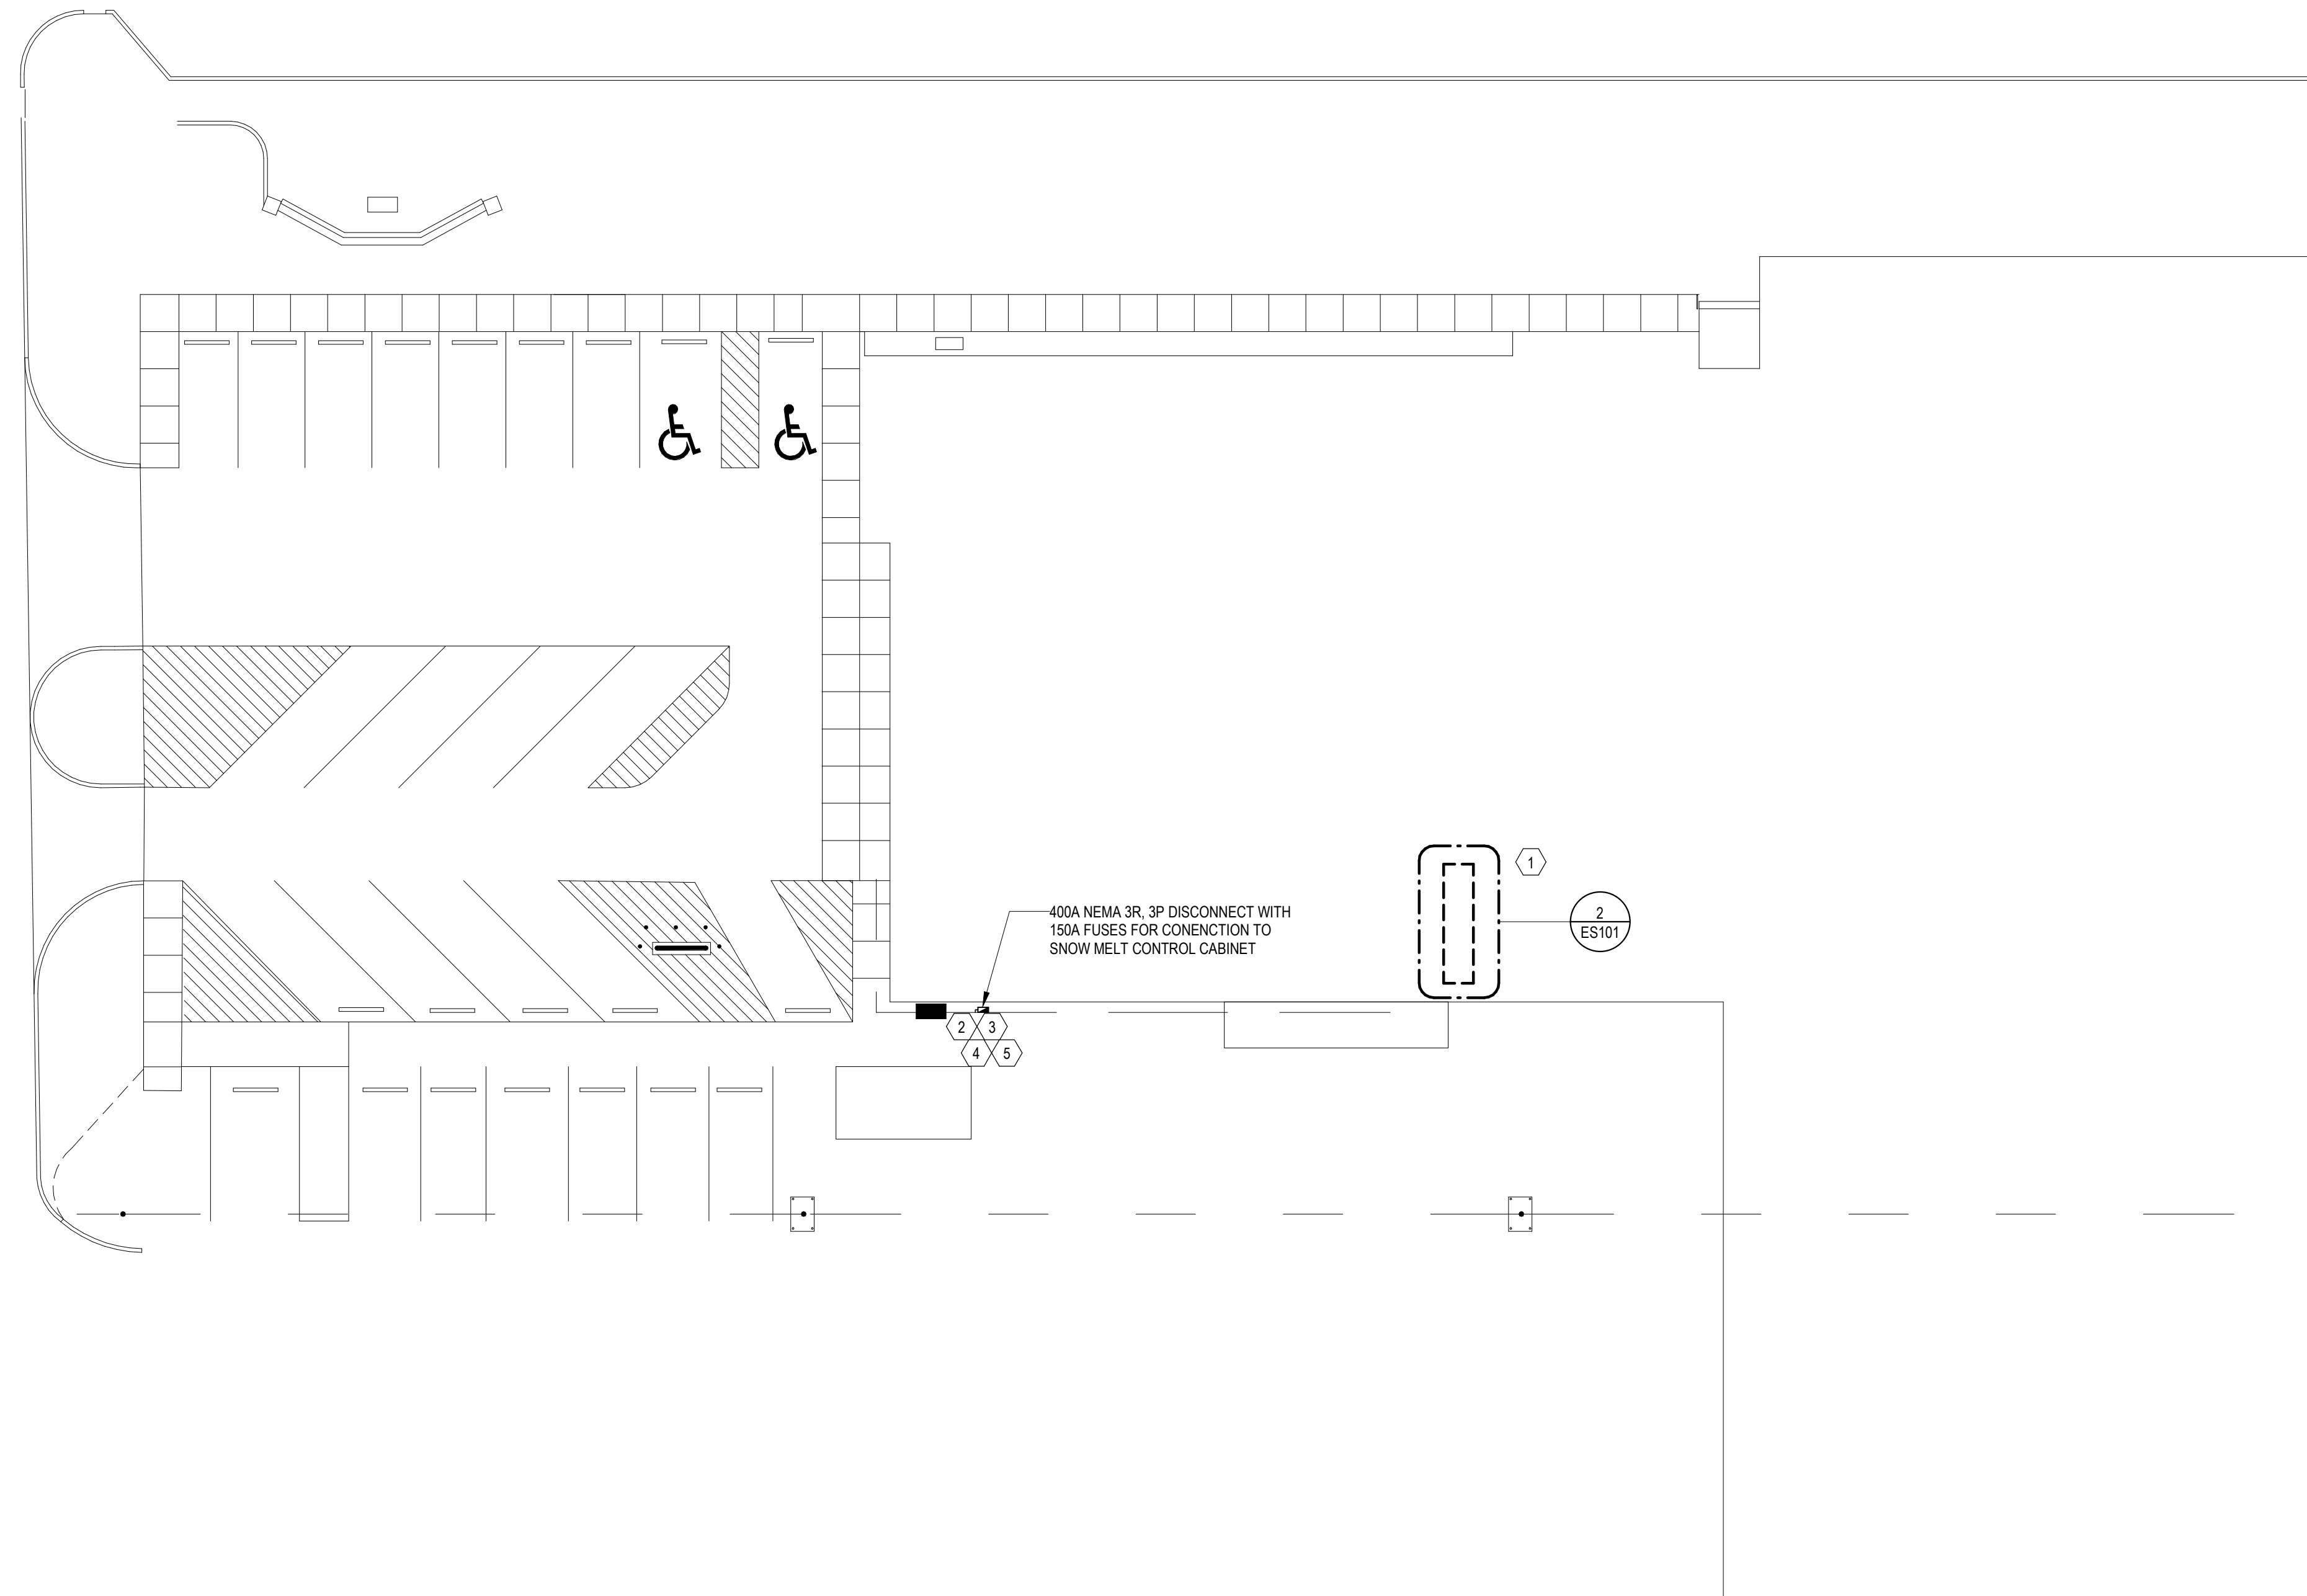 1
2
ES101
400A NEMA 3R, 3P DISCONNECT WITH
150A FUSES FOR CONENCTION TO
SNOW MELT CONTROL CABINET
2 3
4 5